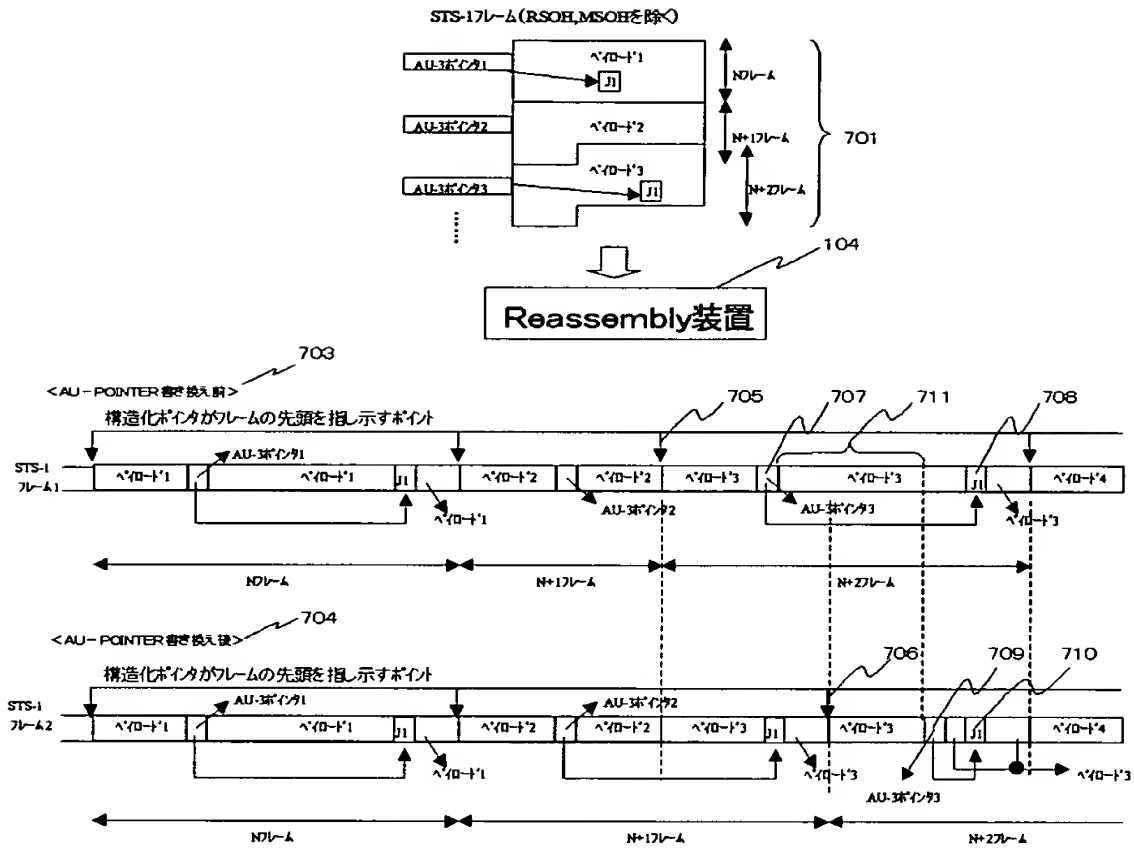 STS-1フレーム(RSOH,MSOHを除く)
ペイロード1
AU-3ポインタ1
J1
Nフレーム
AU-3ポインタ2
ペイロード2
N+1フレーム
701
ペイロード3
AU-3ポインタ3
J1
N+2フレーム
104
Reassembly装置
703
<AU-POINTER書き換え前>
構造化ポインタがフレームの先頭を指し示すポイント
705
707
711
708
STS-1
フレーム1
ペイロード1
AU-3ポインタ1
ペイロード1
J1
ペイロード1
ペイロード2
AU-3ポインタ2
ペイロード2
ペイロード3
AU-3ポインタ3
ペイロード3
J1
ペイロード3
ペイロード4
Nフレーム
N+1フレーム
N+2フレーム
704
<AU-POINTER書き換え後>
構造化ポインタがフレームの先頭を指し示すポイント
706
709
710
STS-1
フレーム2
ペイロード1
AU-3ポインタ1
ペイロード1
J1
ペイロード1
ペイロード2
AU-3ポインタ2
ペイロード2
ペイロード3
J1
ペイロード3
ペイロード3
AU-3ポインタ3
J1
ペイロード3
ペイロード4
Nフレーム
N+1フレーム
N+2フレーム